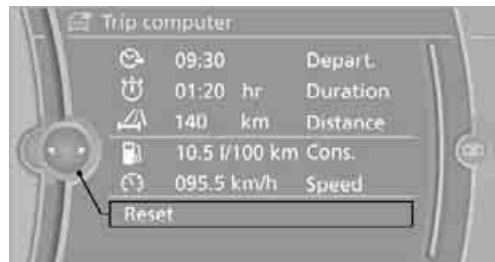 Trip computer
09:30 Depart.
01:20 hr Duration
140 km Distance
10.5 l/100 km Cons.
095.5 km/h Speed
Reset